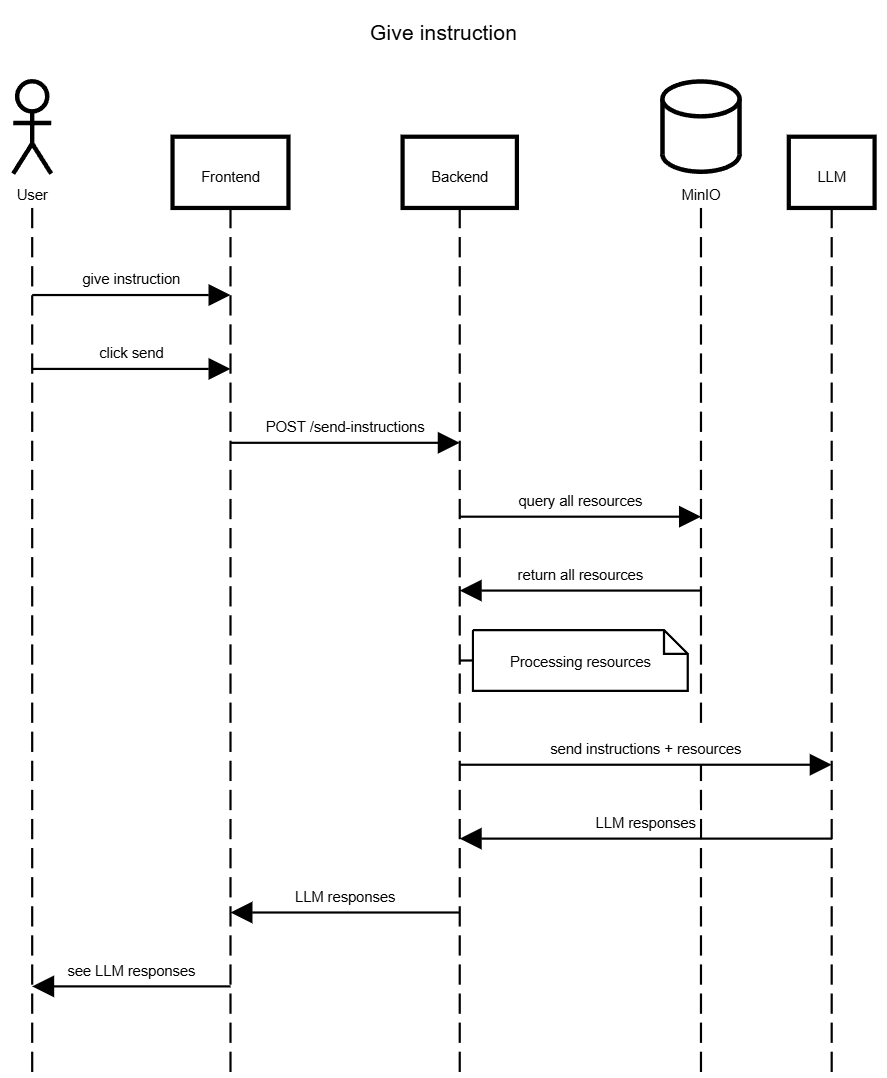 Give instruction
User
Frontend
Backend
MinIO
LLM
give instruction
click send
POST /send-instructions
query all resources
return all resources
Processing resources
send instructions + resources
LLM responses
LLM responses
see LLM responses